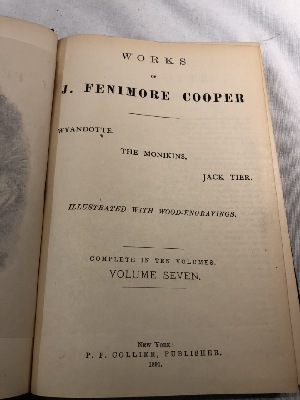 WORKS
OF
J. FENIMORE COOPER
WYANDOTTE.
THE MONIKINS.
JACK TIER.
ILLUSTRATED WITH WOOD-ENGRAVINGS.
COMPLETE IN TEN VOLUMES.
VOLUME SEVEN.
NEW YORK:
P. F. COLLIER, PUBLISHER.
1891.